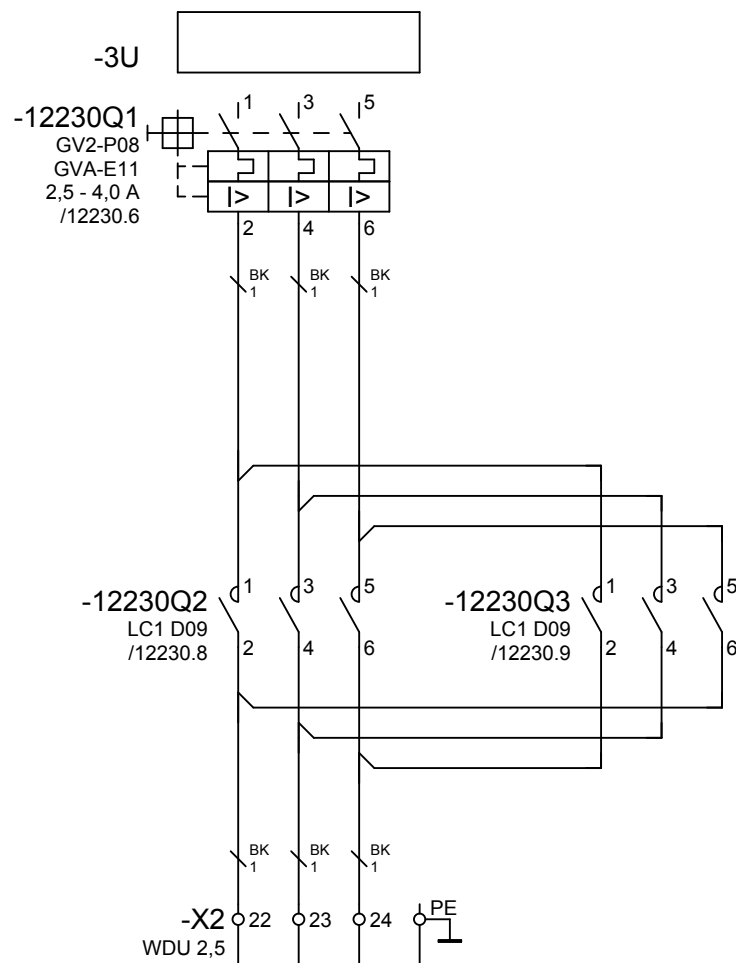 -3U
1 3 5
-12230Q1
GV2-P08
GVA-E11
2,5 - 4,0 A
/12230.6
I> I> I>
2 4 6
BK BK BK
1 1 1
-12230Q2 1 3 5
LC1 D09
/12230.8 2 4 6
-12230Q3 1 3 5
LC1 D09
/12230.9 2 4 6
BK BK BK
1 1 1
-X2 22 23 24 PE
WDU 2,5